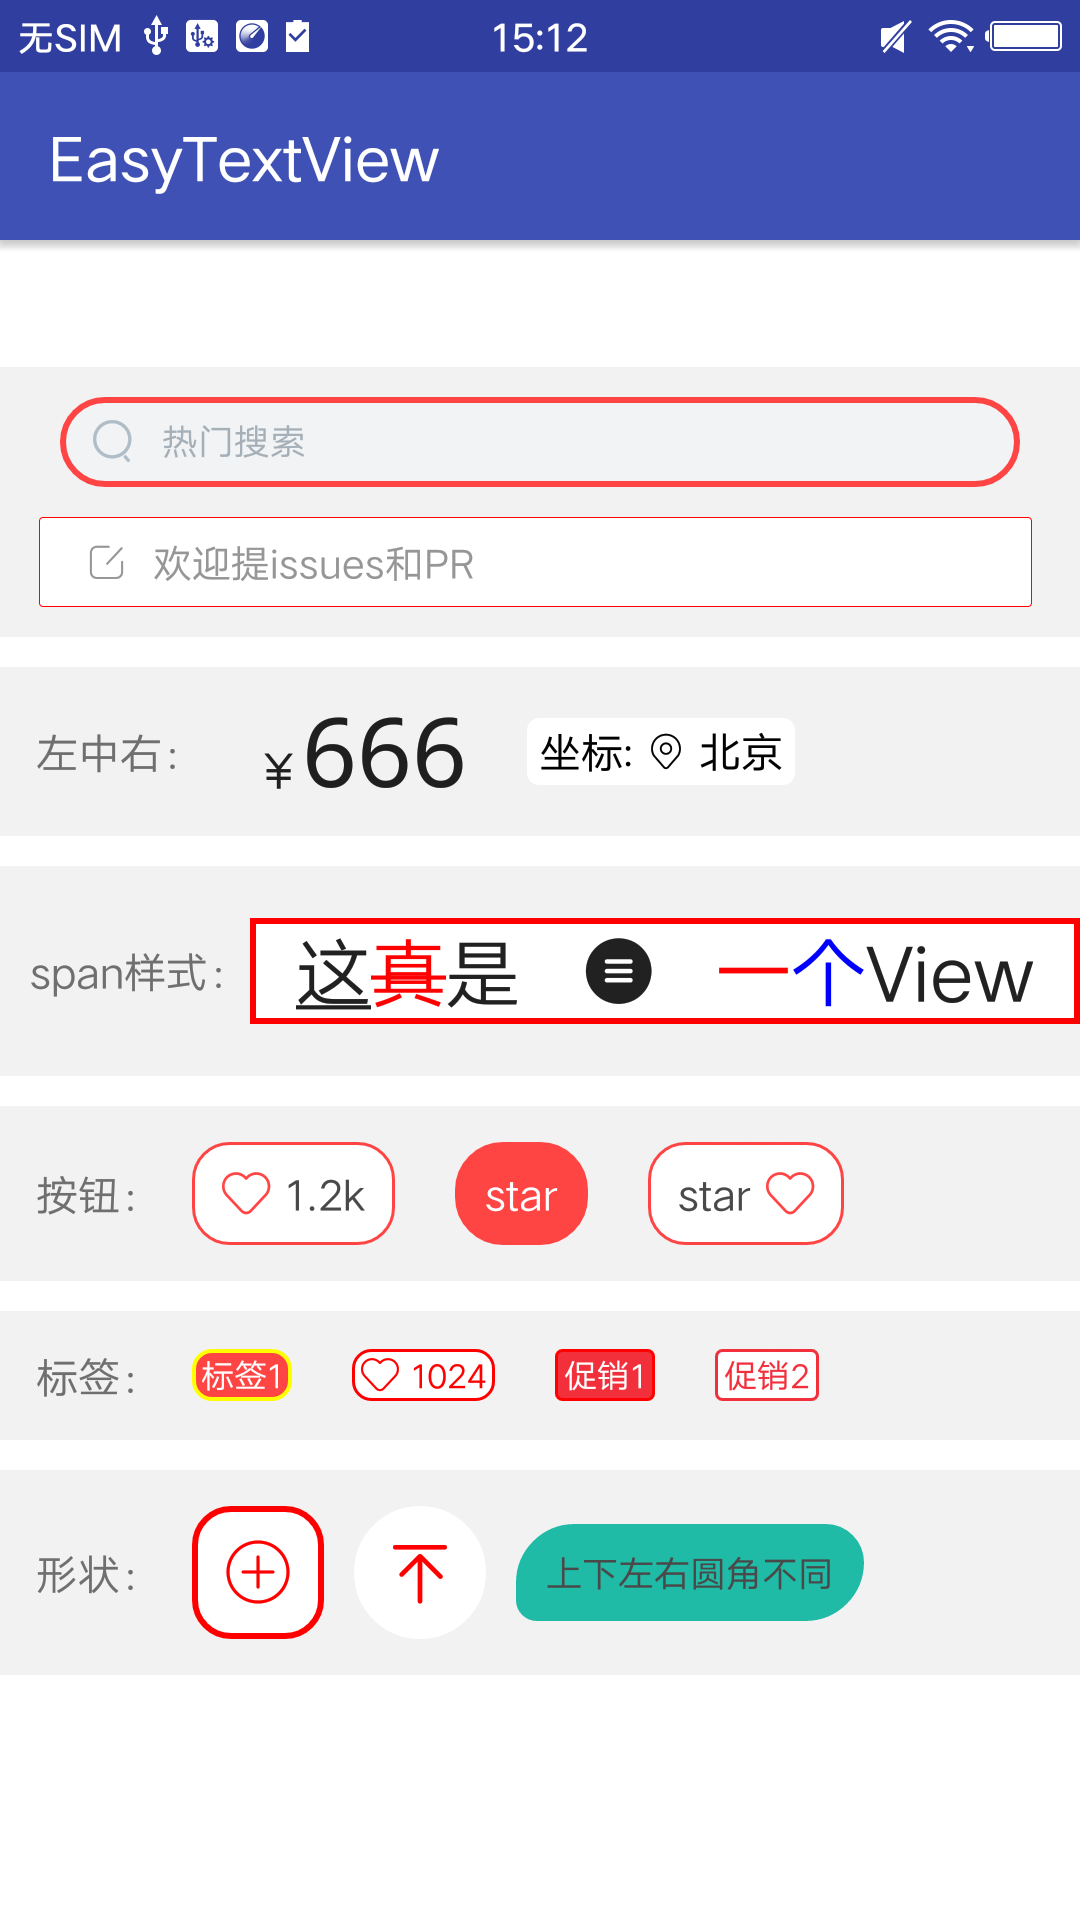 无SIM 15:12
EasyTextView
热门搜索
欢迎提issues和PR
左中右: ¥666 坐标: 北京
span样式: 这真是 一个View
按钮: 1.2k star star
标签: 标签1 1024 促销1 促销2
形状: 上下左右圆角不同